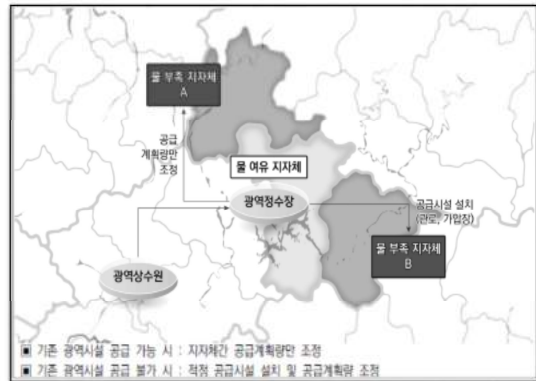 물 부족 지자체
A
공급
계획량만
조정
물 여유 지자체
광역정수장
공급시설 설치
(관로, 가압장)
물 부족 지자체
B
광역상수원
▣ 기존 광역시설 공급 가능 시 : 지자체간 공급계획량만 조정
▣ 기존 광역시설 공급 불가 시 : 적정 공급시설 설치 및 공급계획량 조정